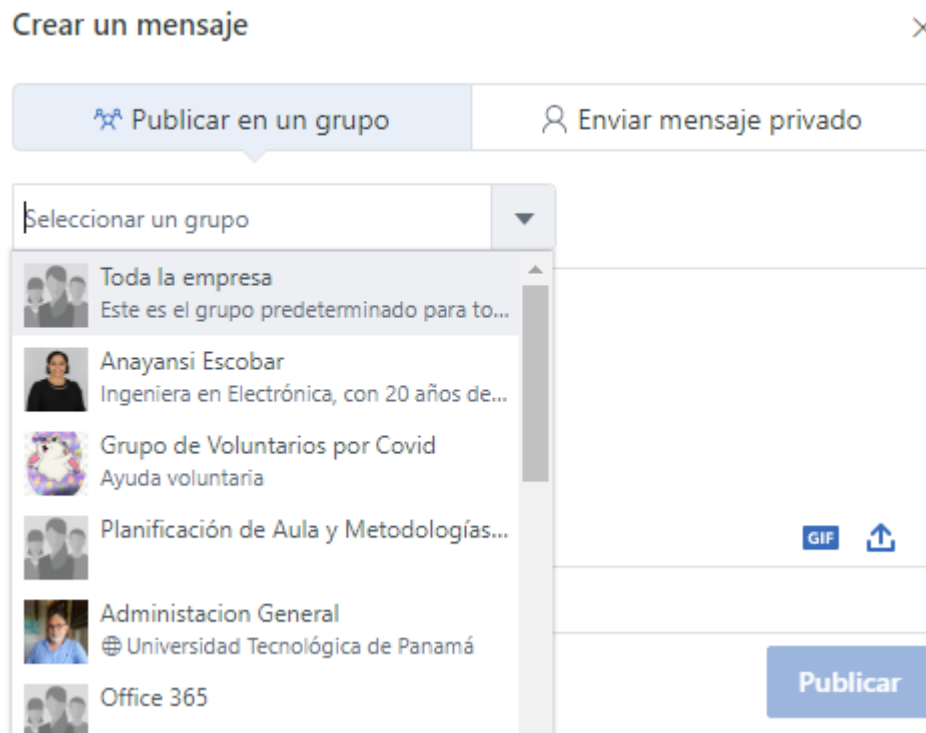 Crear un mensaje
Publicar en un grupo
Enviar mensaje privado
Seleccionar un grupo
Toda la empresa
Este es el grupo predeterminado para to...
Anayansi Escobar
Ingeniera en Electrónica, con 20 años de...
Grupo de Voluntarios por Covid
Ayuda voluntaria
Planificación de Aula y Metodologías...
GIF
Administacion General
Universidad Tecnológica de Panamá
Office 365
Publicar